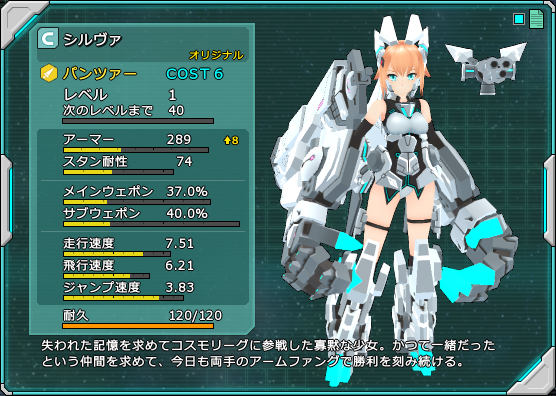 C シルヴァ
オリジナル
パンツァー COST 6
レベル 1
次のレベルまで 40
アーマー 289 8
スタン耐性 74
メインウェポン 37.0%
サブウェポン 40.0%
走行速度 7.51
飛行速度 6.21
ジャンプ速度 3.83
耐久 120/120
失われた記憶を求めてコスモリーグに参戦した寡黙な少女。かつて一緒だった
という仲間を求めて、今日も両手のアームファングで勝利を刻み続ける。